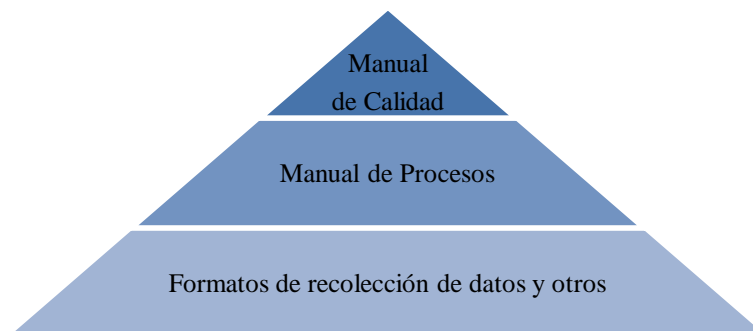 Manual
de Calidad
Manual de Procesos
Formatos de recolección de datos y otros